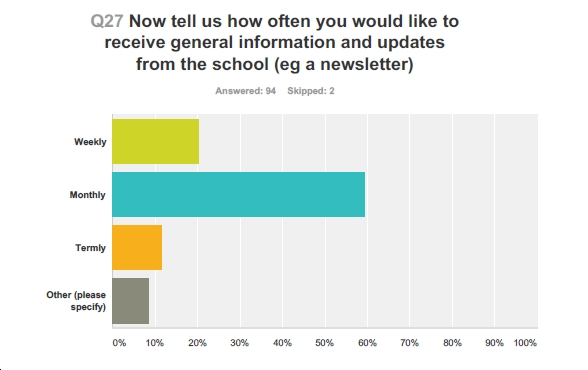 Q27 Now tell us how often you would like to
receive general information and updates
from the school (eg a newsletter)
Answered: 94 Skipped: 2
Weekly
Monthly
Termly
Other (please
specify)
0% 10% 20% 30% 40% 50% 60% 70% 80% 90% 100%